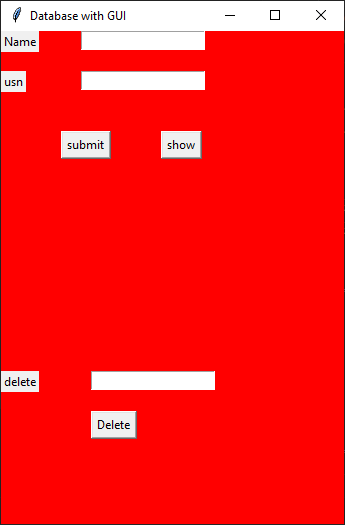 Database with GUI
Name
usn
submit show
delete
Delete